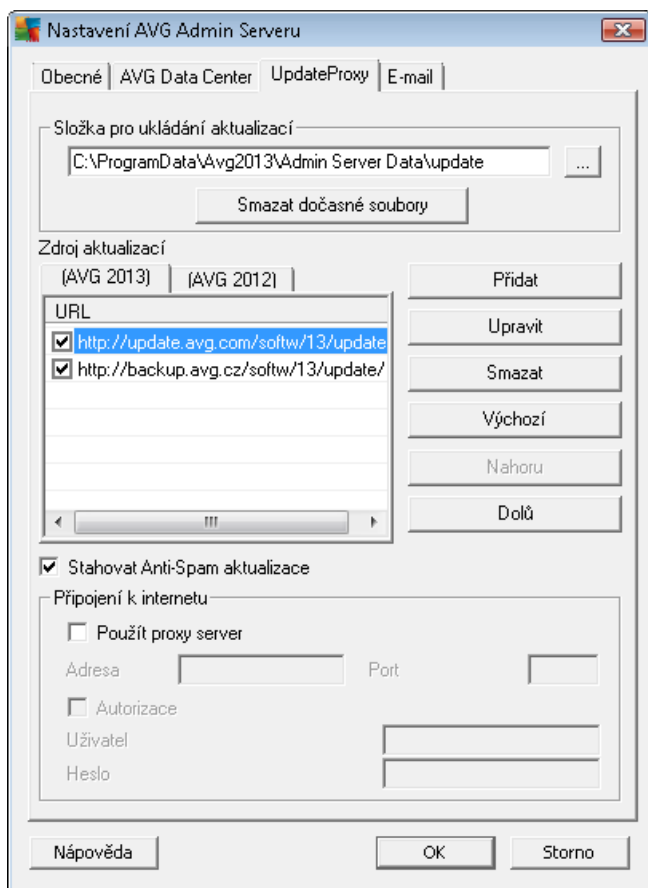 Nastavení AVG Admin Serveru
Obecné AVG Data Center UpdateProxy E-mail
Složka pro ukládání aktualizací
C:\ProgramData\Avg2013\Admin Server Data\update ...
Smazat dočasné soubory
Zdroj aktualizací
(AVG 2013) (AVG 2012)
URL
http://update.avg.com/softw/13/update
http://backup.avg.cz/softw/13/update/
Přidat
Upravit
Smazat
Výchozí
Nahoru
Dolů
Stahovat Anti-Spam aktualizace
Připojení k internetu
Použít proxy server
Adresa Port
Autorizace
Uživatel
Heslo
Nápověda OK Storno